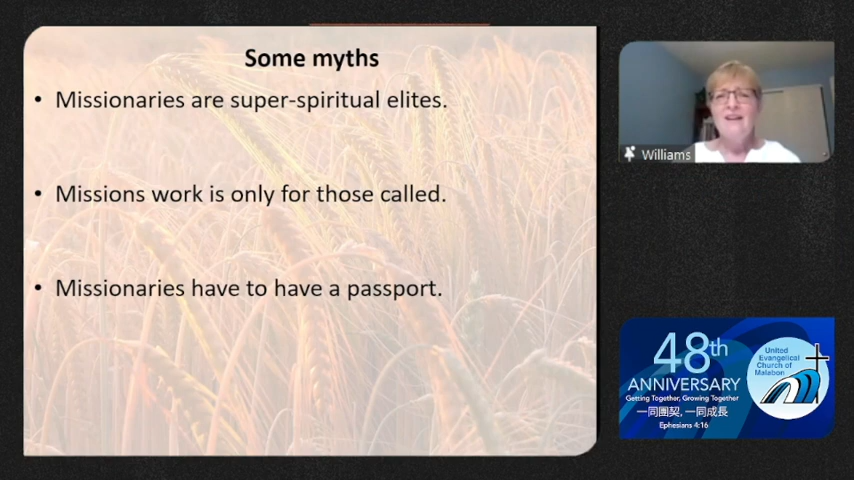 Some myths
• Missionaries are super-spiritual elites.
• Missions work is only for those called.
• Missionaries have to have a passport.
Williams
48th
ANNIVERSARY
Getting Together, Growing Together
一同團契, 一同成長
Ephesians 4:16
United
Evangelical
Church of
Malabon